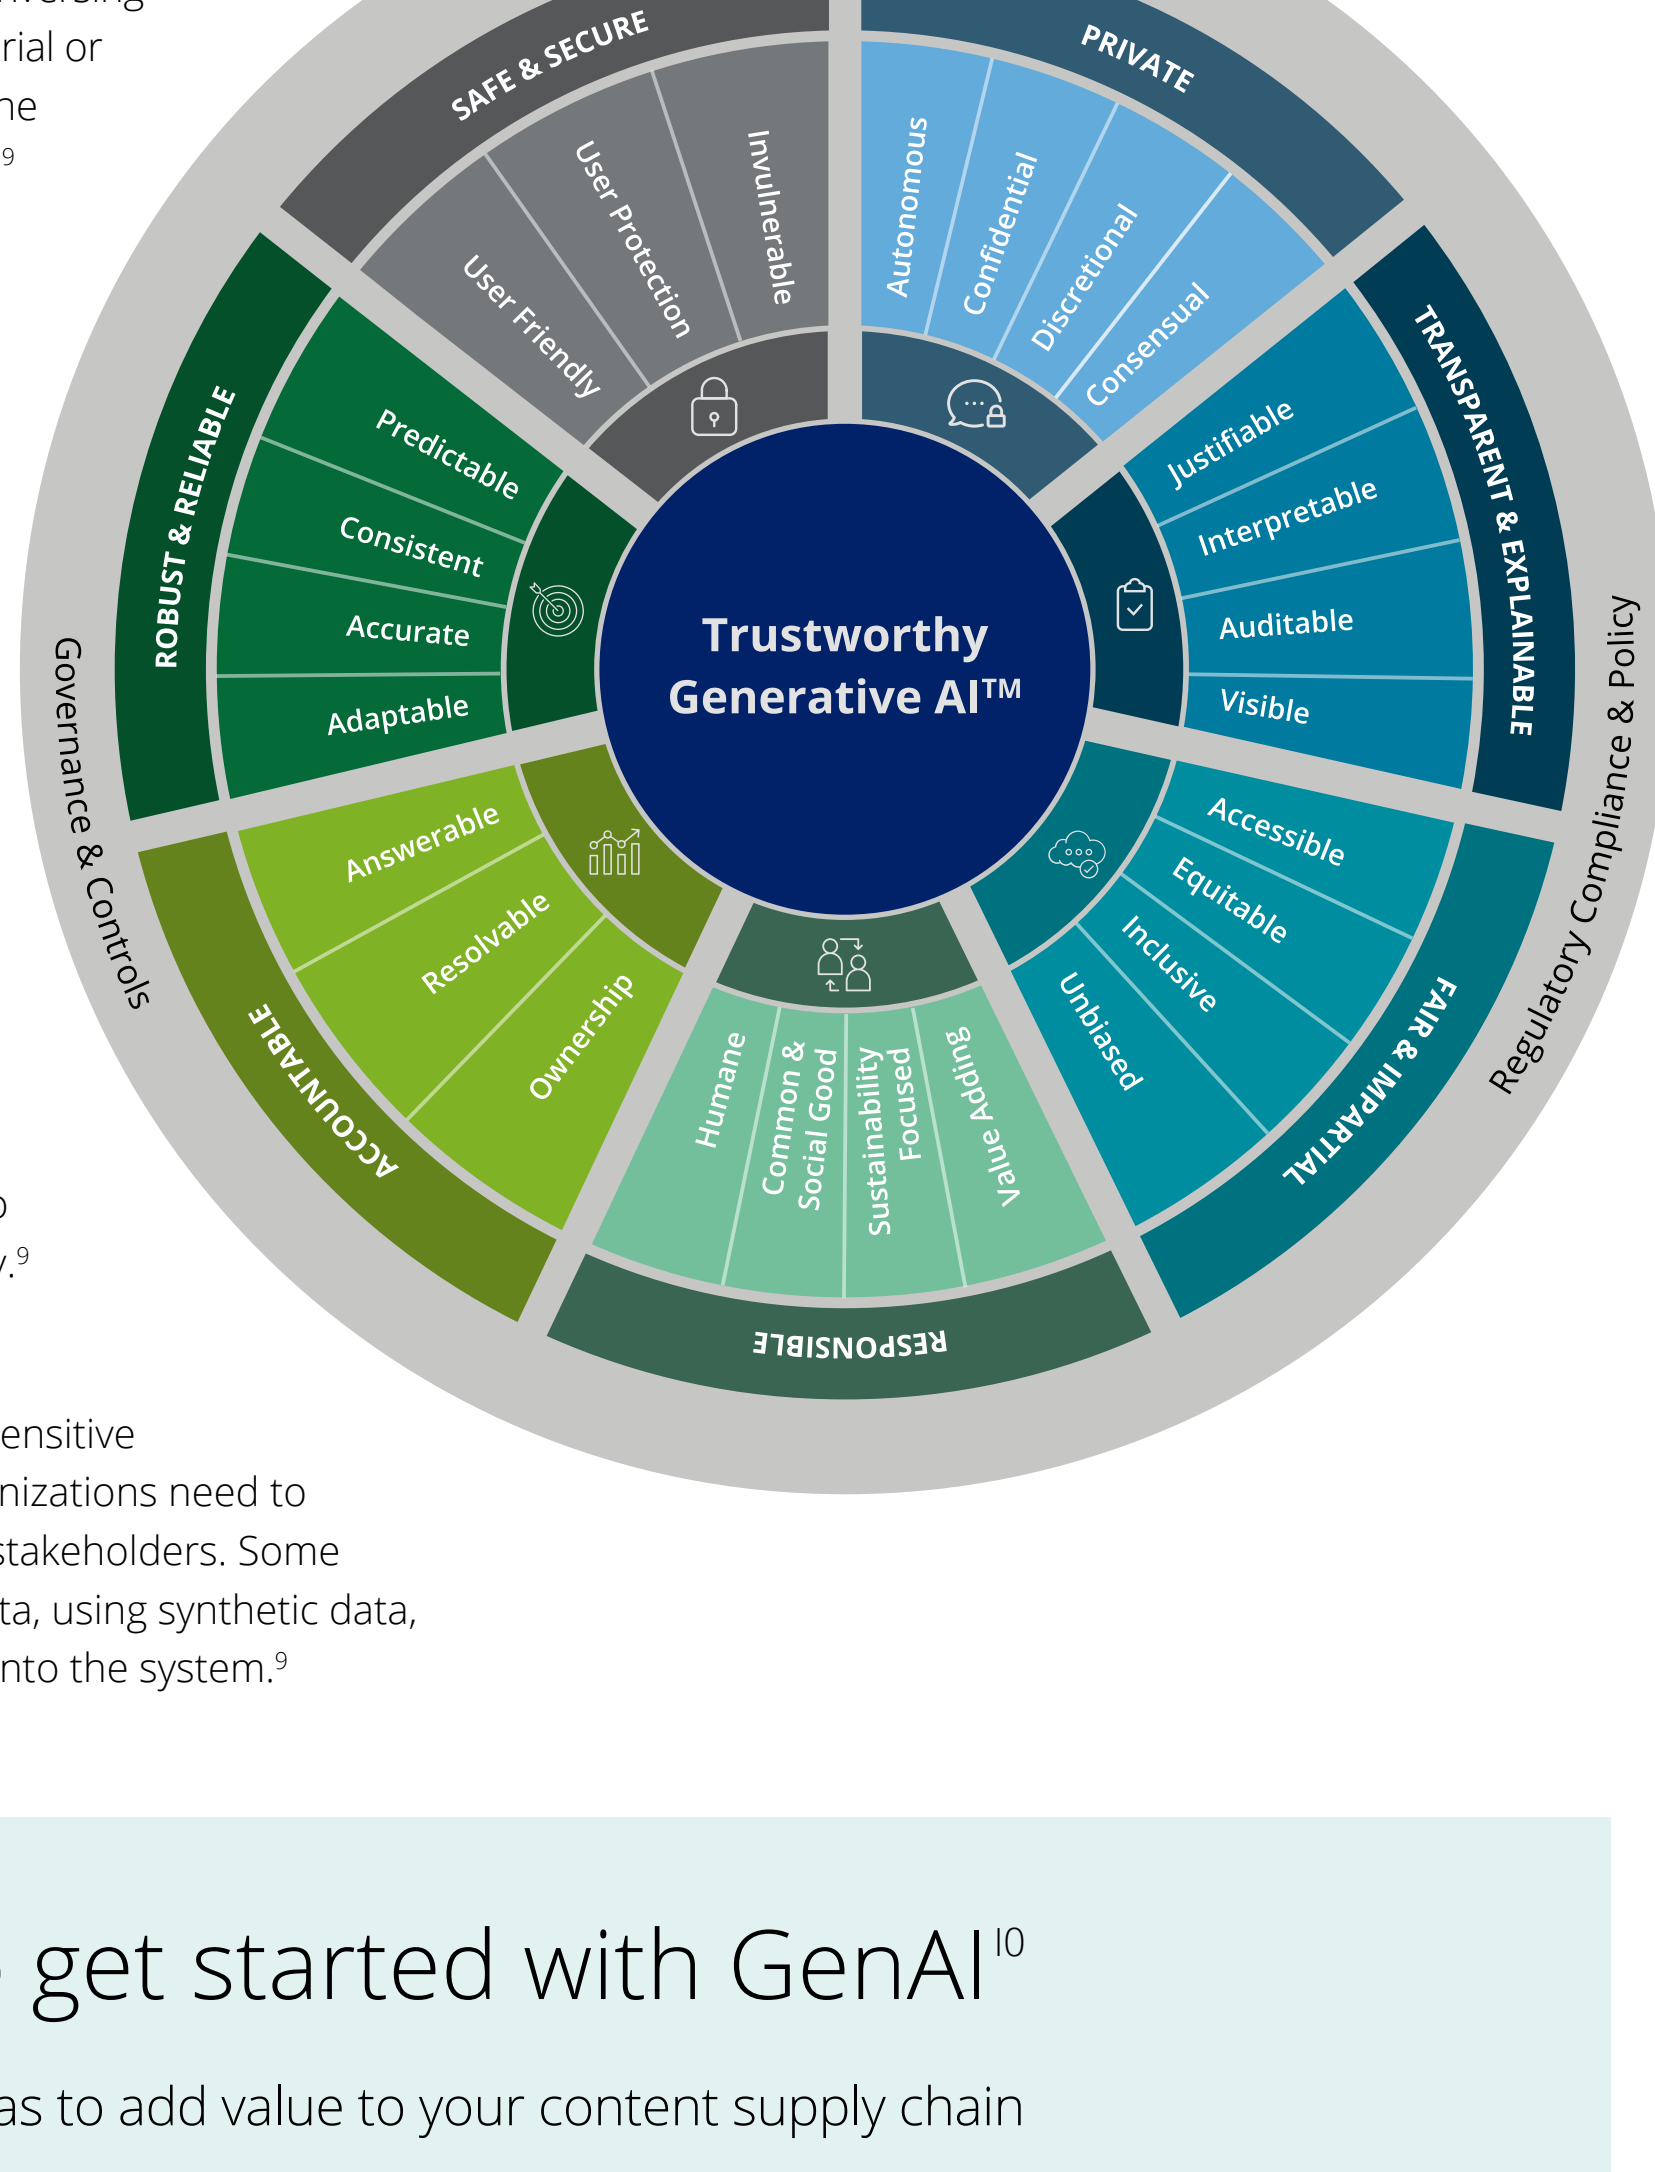 rial or
9
SAFE & SECURE
User Friendly
User Protection
Invulnerable
PRIVATE
Autonomous
Confidential
Discretional
Consensual
TRANSPARENT & EXPLAINABLE
Justifiable
Interpretable
Auditable
Visible
FAIR & IMPARTIAL
Accessible
Equitable
Inclusive
Unbiased
RESPONSIBLE
Value Adding
Sustainability
Focused
Common &
Social Good
Humane
ACCOUNTABLE
Ownership
Resolvable
Answerable
ROBUST & RELIABLE
Adaptable
Accurate
Consistent
Predictable
Trustworthy
Generative AI™
Governance & Controls
Regulatory Compliance & Policy
y.9
ensitive
nizations need to
stakeholders. Some
ta, using synthetic data,
nto the system.9
get started with GenAI10
as to add value to your content supply chain